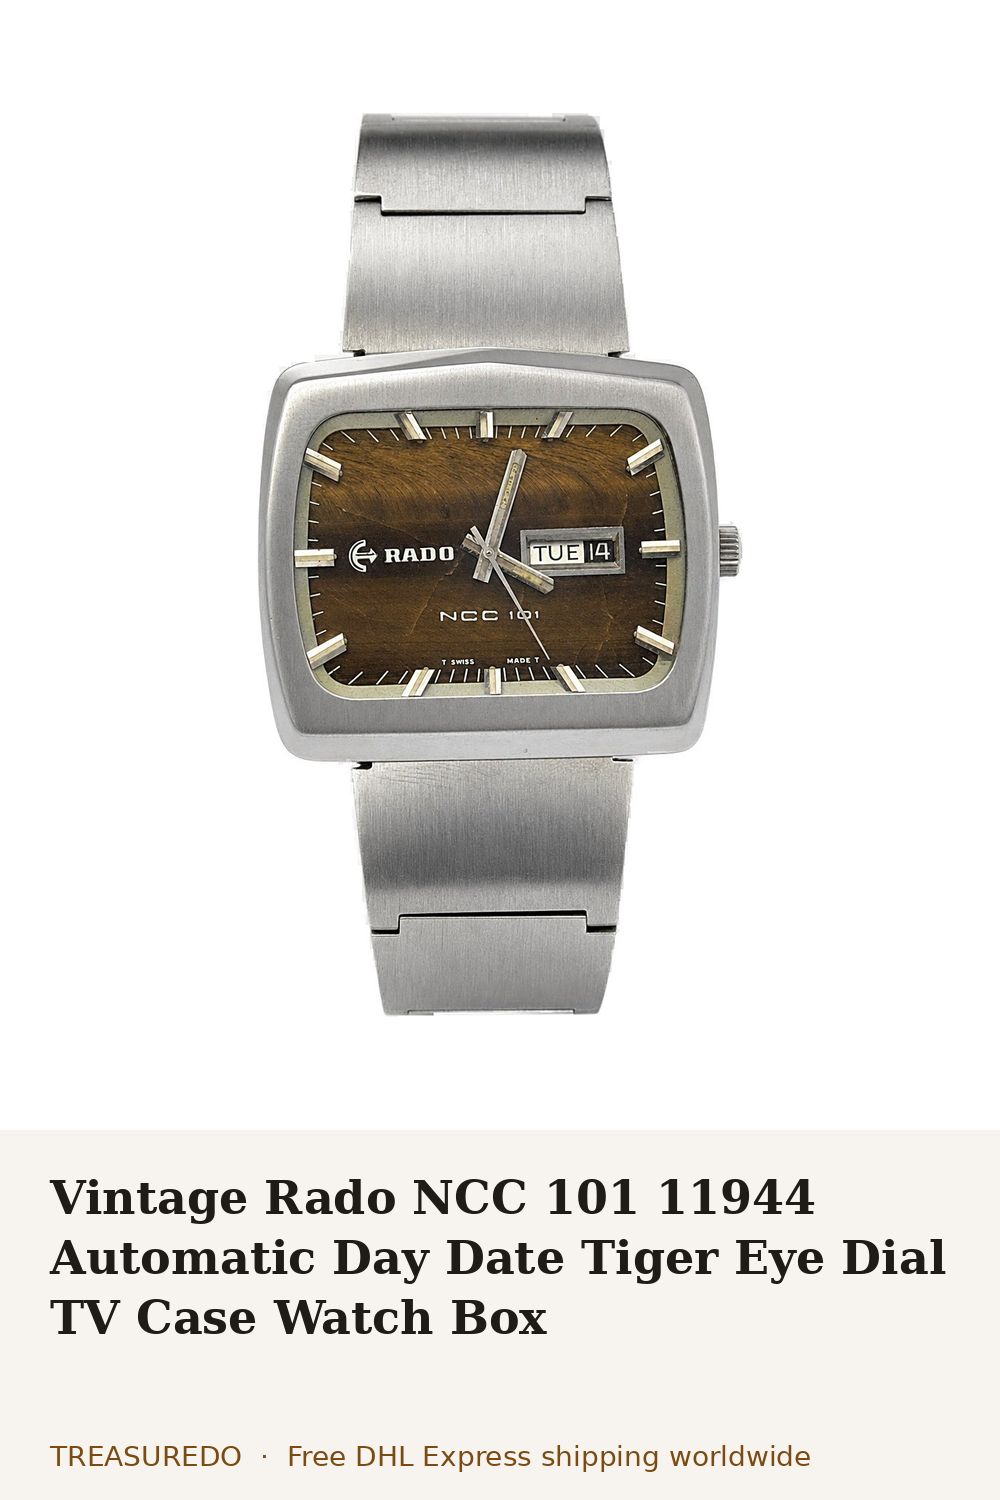 RADO
TUE 14
NCC 101
T SWISS MADE T
Vintage Rado NCC 101 11944
Automatic Day Date Tiger Eye Dial
TV Case Watch Box
TREASUREDO · Free DHL Express shipping worldwide